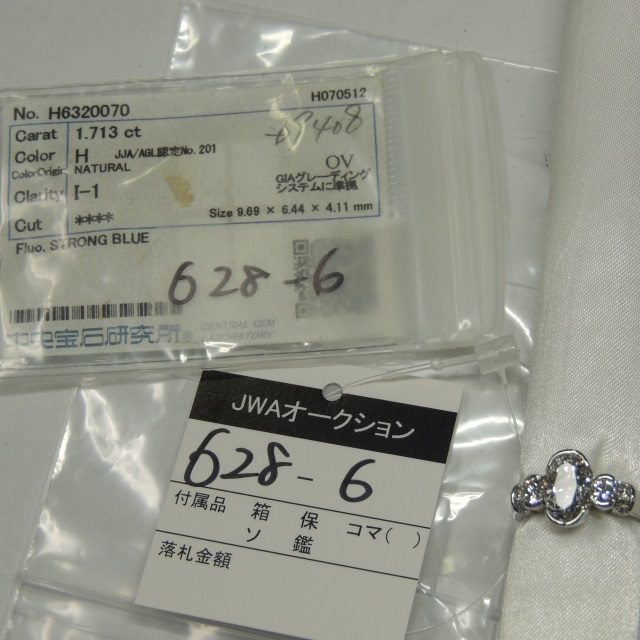 No. H6320070 H070512
Carat 1.713 ct
Color H JJA/AGL認定No.201
Color Origin NATURAL OV
Clarity I-1 GIAグレーディング
システムに準拠
Cut ****
Size 9.69 × 6.44 × 4.11 mm
Fluo. STRONG BLUE
628-6
中央宝石研究所 CENTRAL GEM
LABORATORY
JWAオークション
628-6
付属品 箱 保 コマ( )
ソ 鑑
落札金額